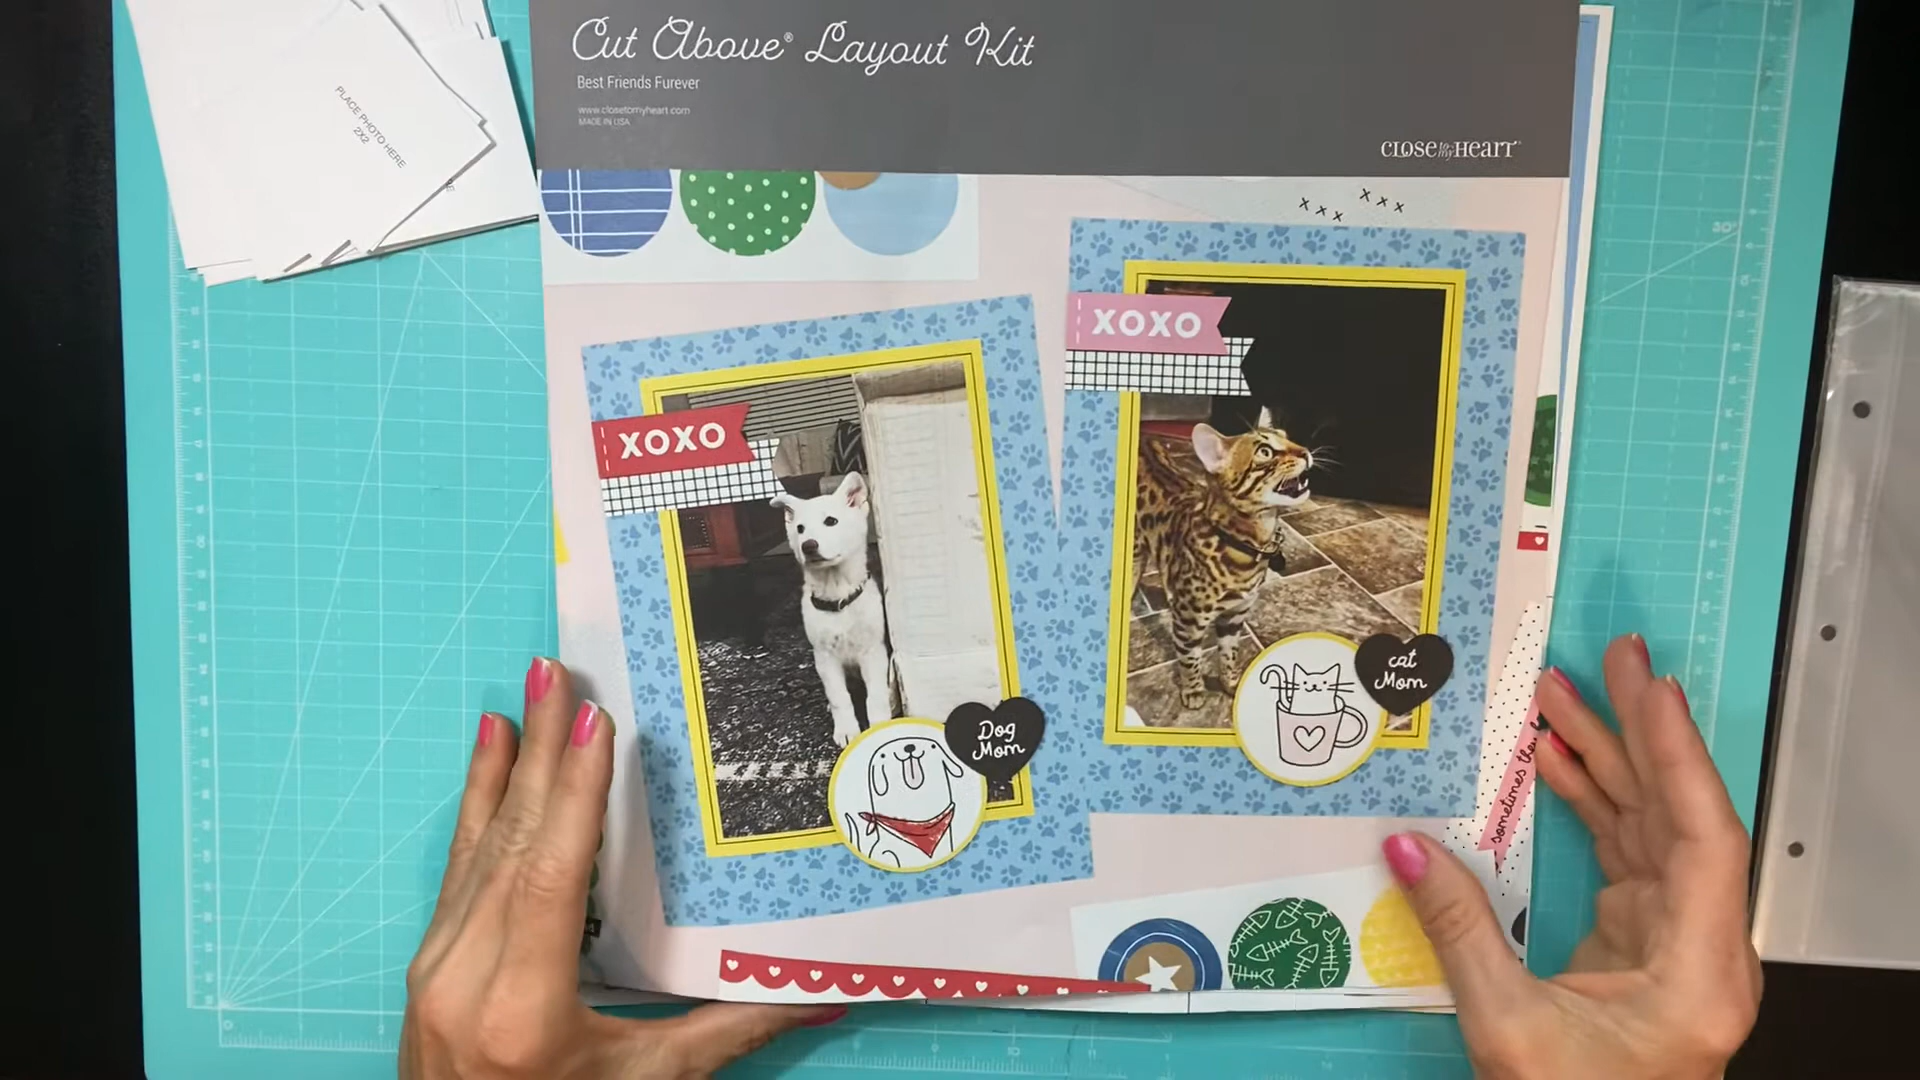 Cut Above® Layout Kit
Best Friends Furever
www.closetomyheart.com
MADE IN USA
CLOSE to my HEART
PLACE PHOTO HERE
2X2
XOXO
XOXO
cat
Mom
Dog
Mom
sometimes they
30°